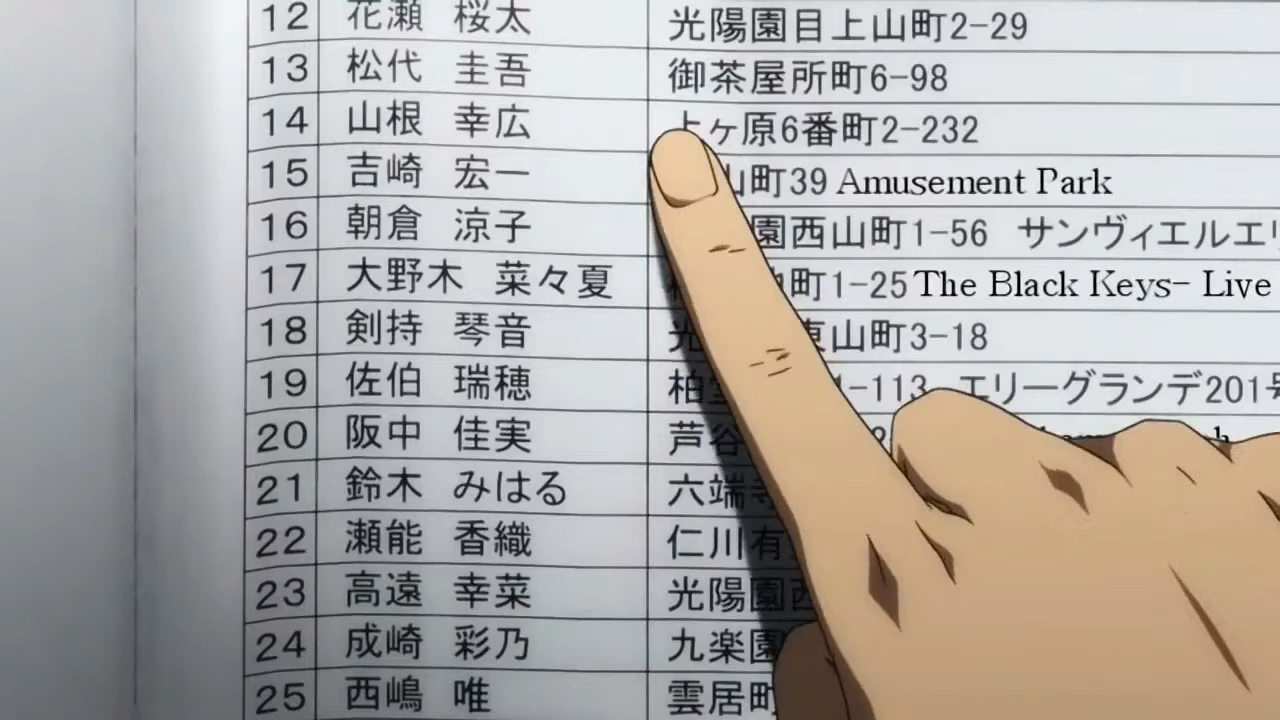 12 花瀬 桜太 光陽園目上山町2-29
13 松代 圭吾 御茶屋所町6-98
14 山根 幸広 上ヶ原6番町2-232
15 吉崎 宏一 山町39 Amusement Park
16 朝倉 涼子 園西山町1-56 サンヴィエルエリ
17 大野木 菜々夏 町1-25 The Black Keys- Live
18 剣持 琴音 光 東山町3-18
19 佐伯 瑞穂 柏 1-113 エリーグランデ201号
20 阪中 佳実 芦谷
21 鈴木 みはる 六端寺
22 瀬能 香織 仁川有
23 高遠 幸菜 光陽園西
24 成崎 彩乃 九楽園
25 西嶋 唯 雲居町